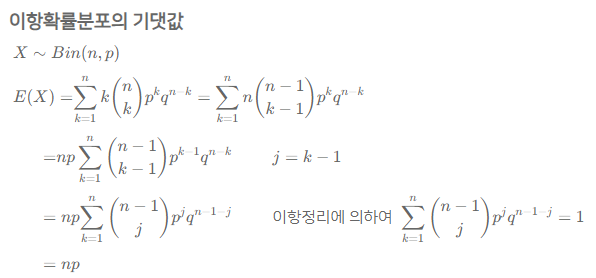 이항확률분포의 기댓값
X ∼ Bin(n, p)
E(X) = \sum_{k=1}^{n} k \binom{n}{k} p^k q^{n-k} = \sum_{k=1}^{n} n \binom{n-1}{k-1} p^k q^{n-k}
= np \sum_{k=1}^{n} \binom{n-1}{k-1} p^{k-1} q^{n-k} j = k - 1
= np \sum_{k=1}^{n} \binom{n-1}{j} p^j q^{n-1-j} 이항정리에 의하여 \sum_{k=1}^{n} \binom{n-1}{j} p^j q^{n-1-j} = 1
= np